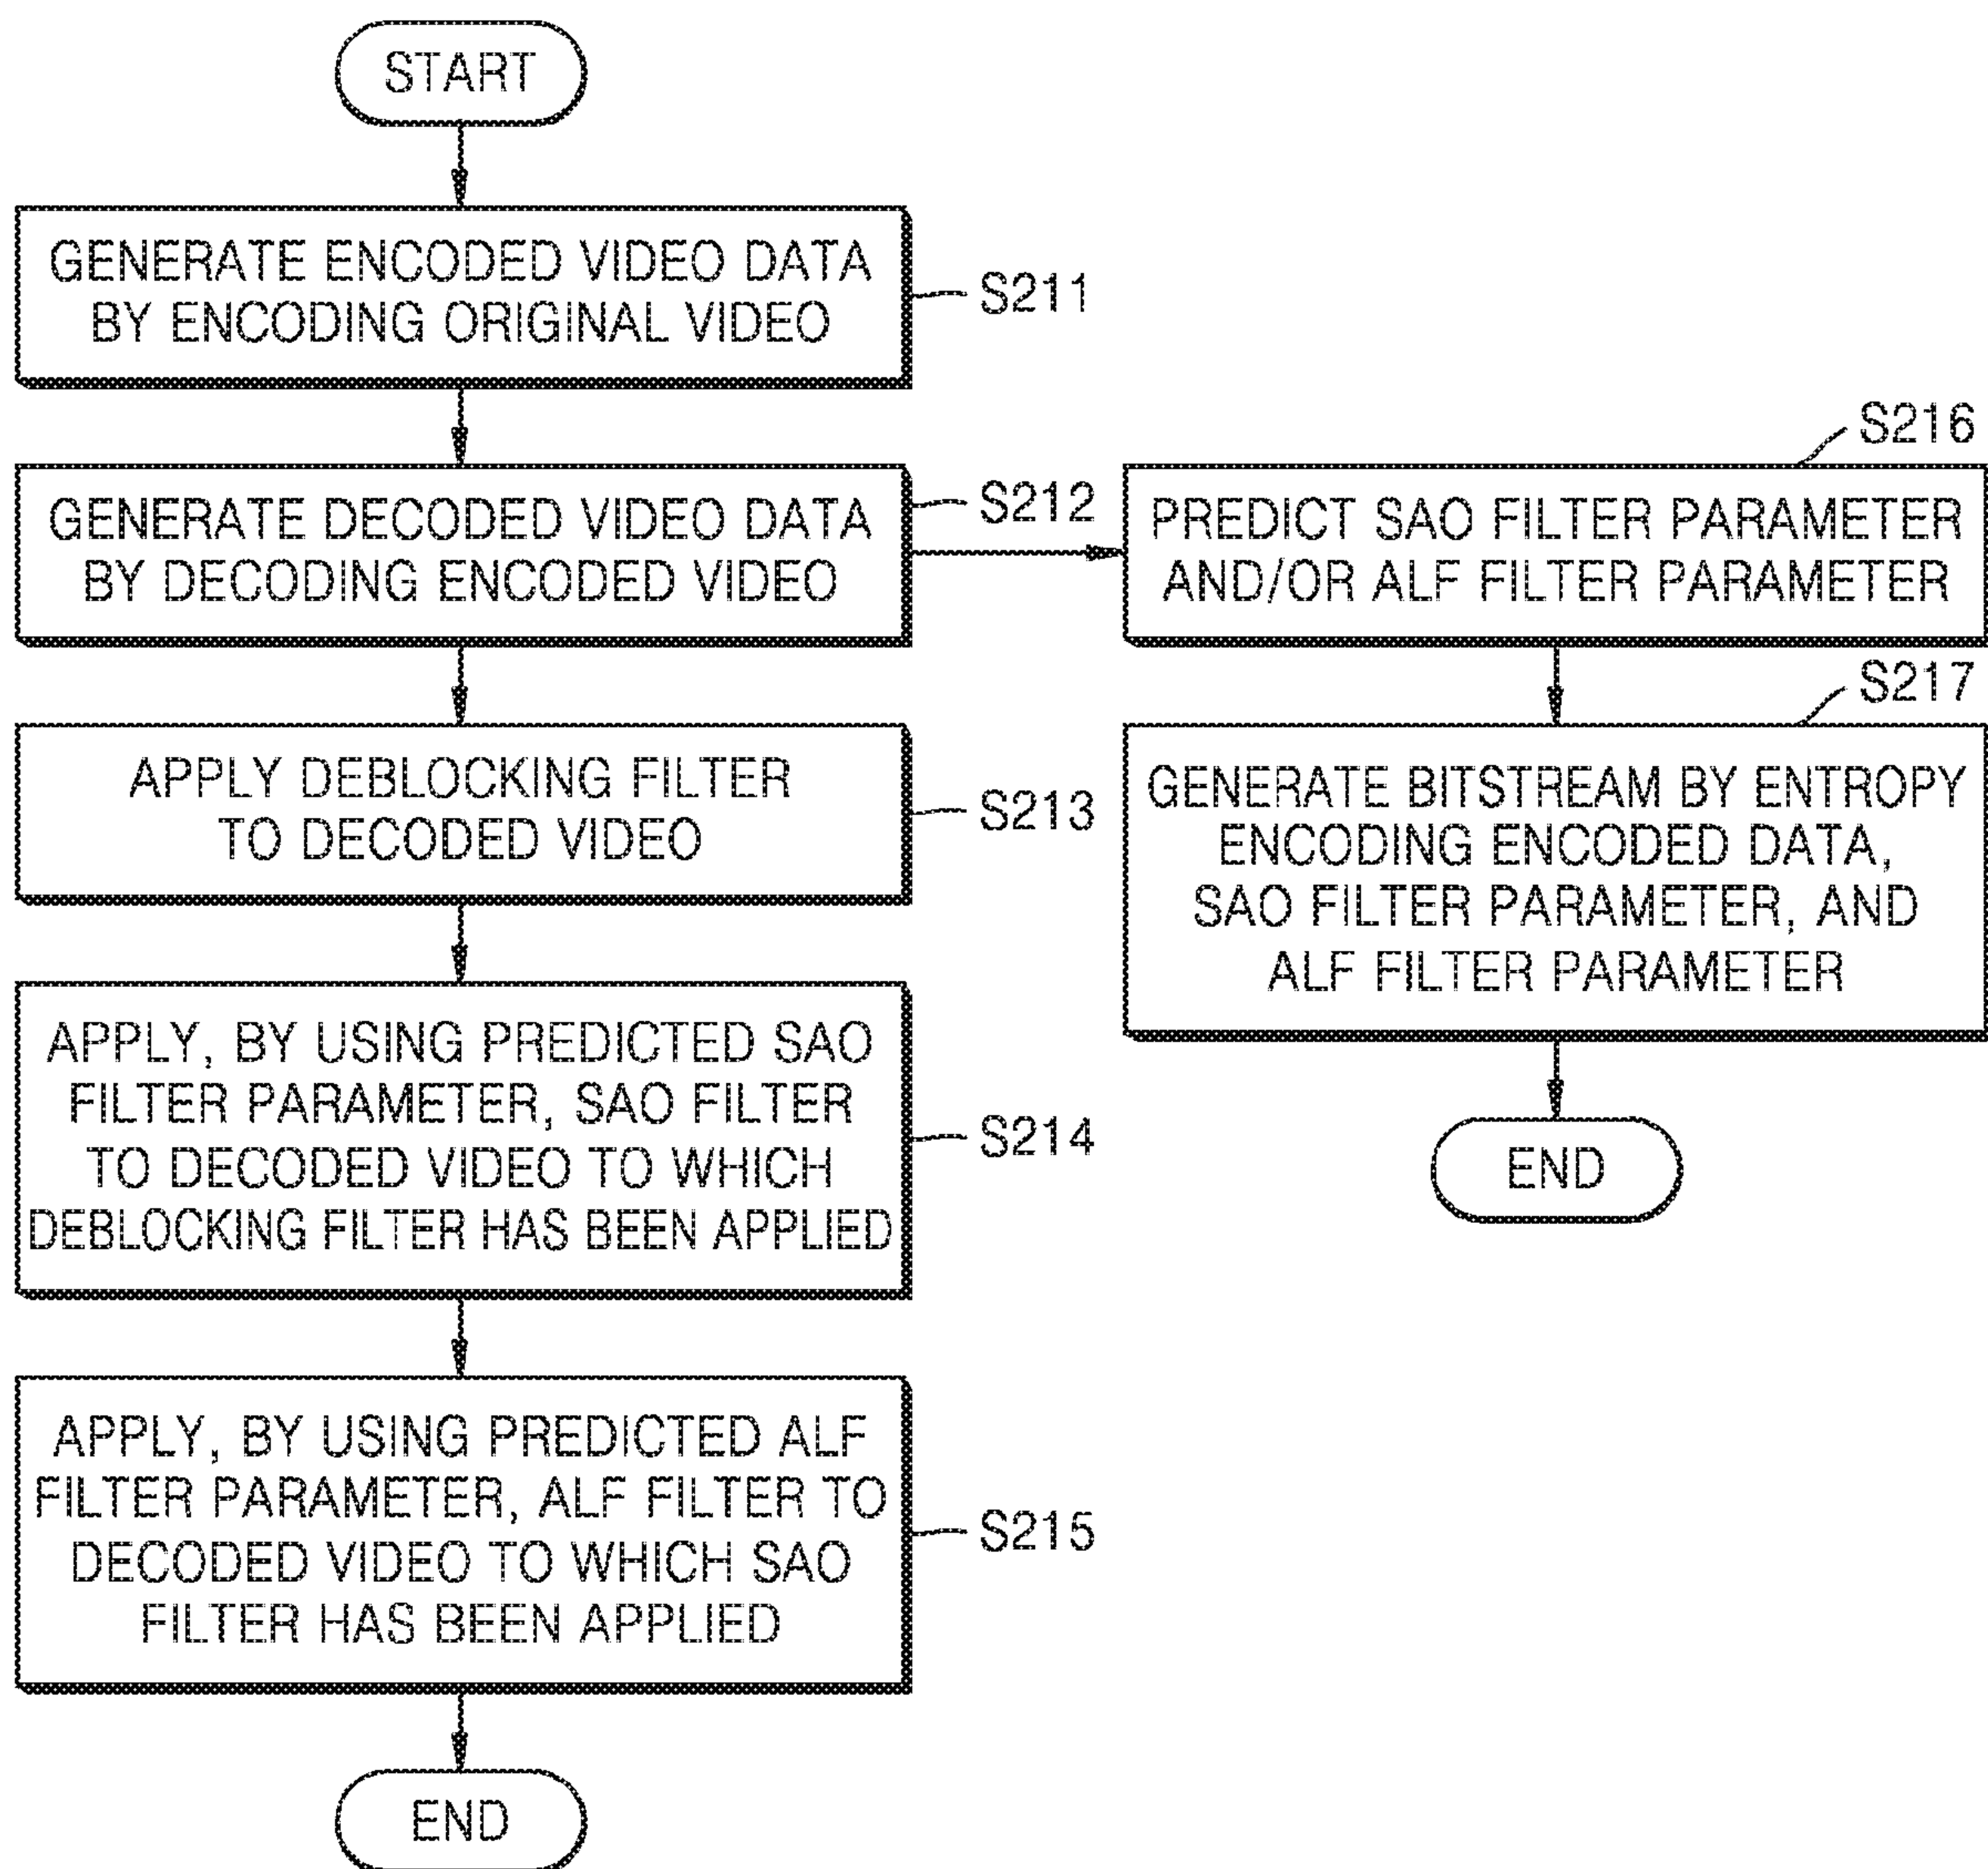 START
GENERATE ENCODED VIDEO DATA
BY ENCODING ORIGINAL VIDEO
S211
GENERATE DECODED VIDEO DATA
BY DECODING ENCODED VIDEO
S212
APPLY DEBLOCKING FILTER
TO DECODED VIDEO
S213
APPLY, BY USING PREDICTED SAO
FILTER PARAMETER, SAO FILTER
TO DECODED VIDEO TO WHICH
DEBLOCKING FILTER HAS BEEN APPLIED
S214
APPLY, BY USING PREDICTED ALF
FILTER PARAMETER, ALF FILTER TO
DECODED VIDEO TO WHICH SAO
FILTER HAS BEEN APPLIED
S215
END
S216
PREDICT SAO FILTER PARAMETER
AND/OR ALF FILTER PARAMETER
S217
GENERATE BITSTREAM BY ENTROPY
ENCODING ENCODED DATA,
SAO FILTER PARAMETER, AND
ALF FILTER PARAMETER
END